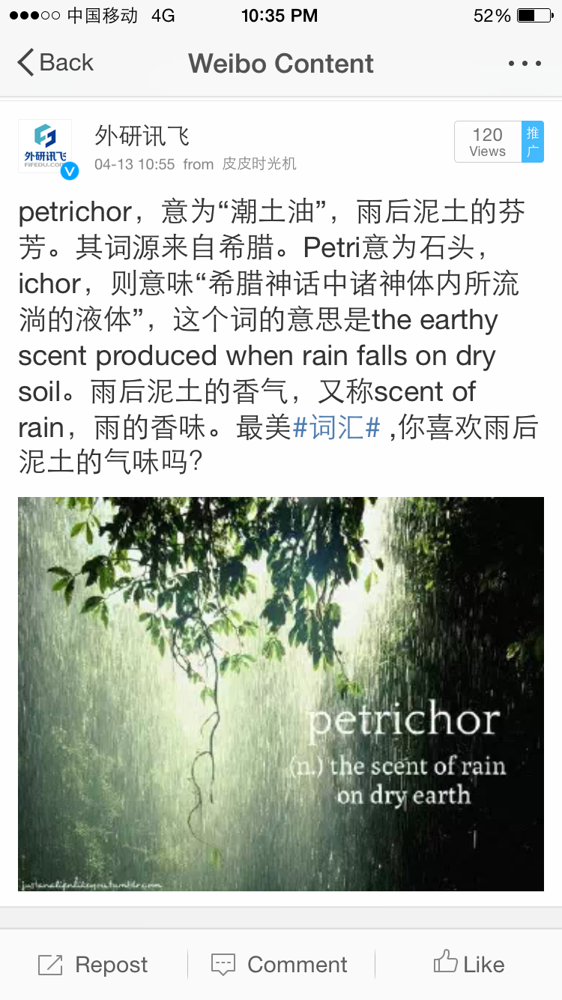 中国移动 4G 10:35 PM 52%
Back Weibo Content
外研讯飞
04-13 10:55 from 皮皮时光机
120 Views 推广
外研讯飞
FIFEDU.COM
petrichor，意为“潮土油”，雨后泥土的芬
芳。其词源来自希腊。Petri意为石头，
ichor，则意味“希腊神话中诸神体内所流
淌的液体”，这个词的意思是the earthy
scent produced when rain falls on dry
soil。雨后泥土的香气，又称scent of
rain，雨的香味。最美#词汇# ,你喜欢雨后
泥土的气味吗？
petrichor
(n.) the scent of rain
on dry earth
Repost Comment Like